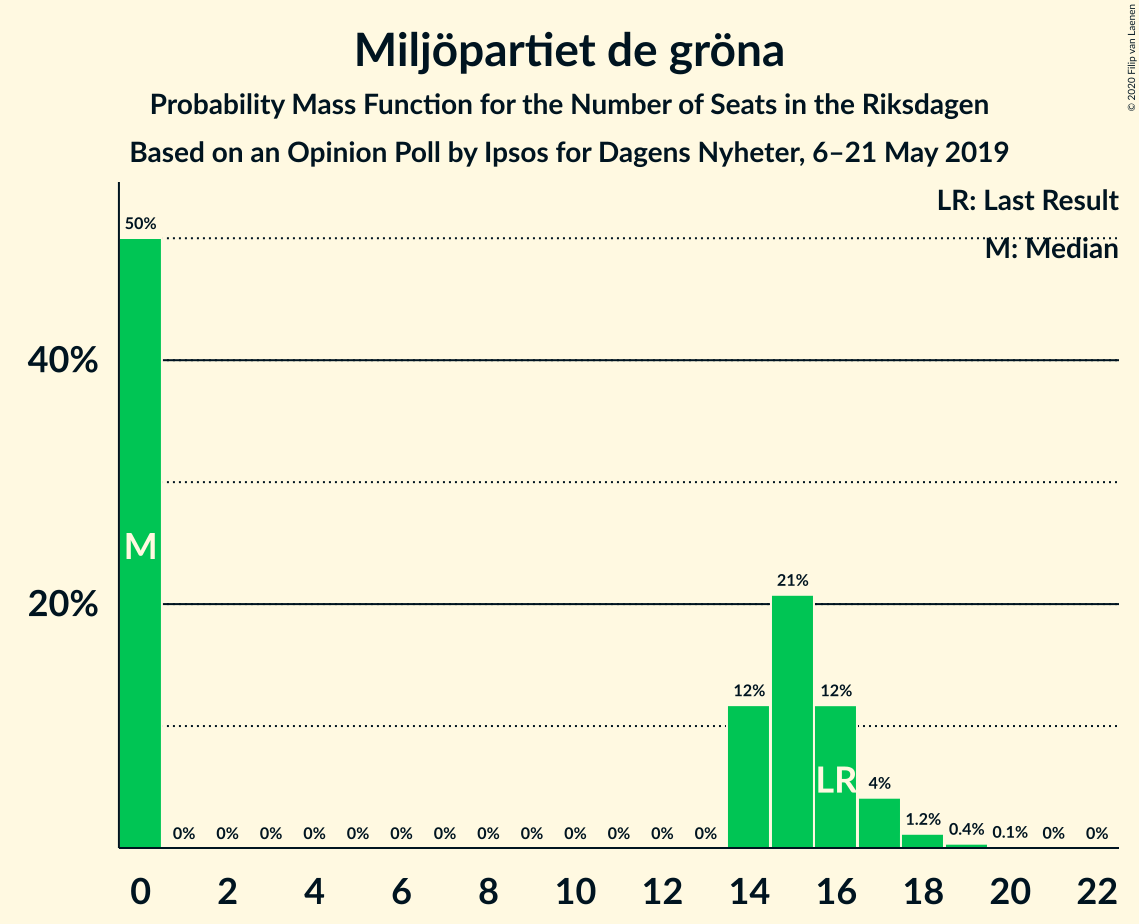 Miljöpartiet de gröna
Probability Mass Function for the Number of Seats in the Riksdagen
Based on an Opinion Poll by Ipsos for Dagens Nyheter, 6–21 May 2019
© 2020 Filip van Laenen
LR: Last Result
M: Median
40%
20%
50%
0%
0%
0%
0%
0%
0%
0%
0%
0%
0%
0%
0%
0%
12%
21%
12%
4%
1.2%
0.4%
0.1%
0%
0%
M
LR
0 2 4 6 8 10 12 14 16 18 20 22